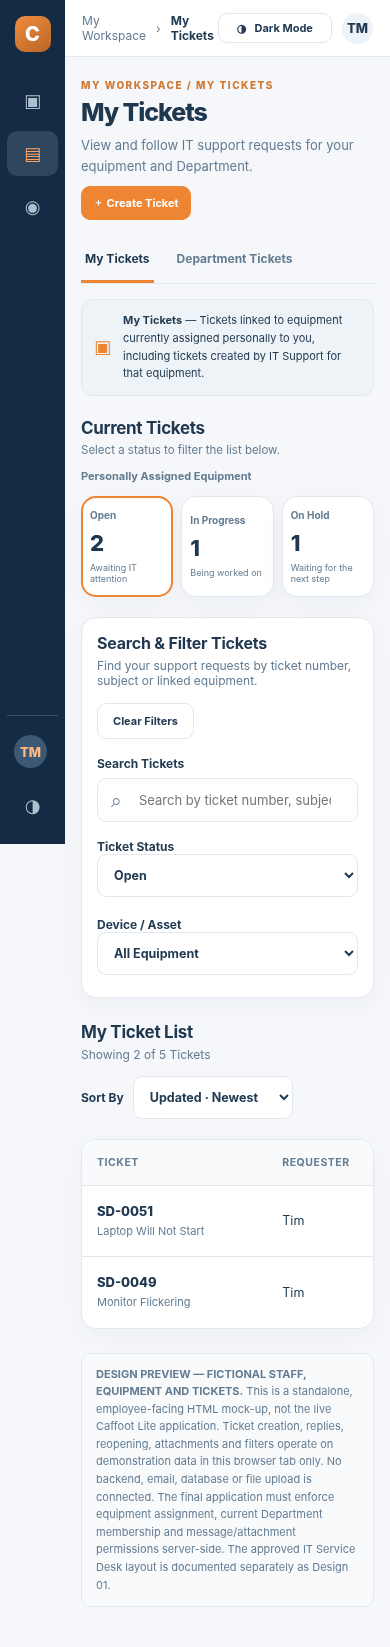 C
My Workspace › My Tickets
Dark Mode
TM
MY WORKSPACE / MY TICKETS
My Tickets
View and follow IT support requests for your
equipment and Department.
+ Create Ticket
My Tickets
Department Tickets
My Tickets — Tickets linked to equipment
currently assigned personally to you,
including tickets created by IT Support for
that equipment.
Current Tickets
Select a status to filter the list below.
Personally Assigned Equipment
Open
2
Awaiting IT
attention
In Progress
1
Being worked on
On Hold
1
Waiting for the
next step
Search & Filter Tickets
Find your support requests by ticket number,
subject or linked equipment.
Clear Filters
Search Tickets
Search by ticket number, subjec
Ticket Status
Open
Device / Asset
All Equipment
TM
My Ticket List
Showing 2 of 5 Tickets
Sort By
Updated · Newest
TICKET REQUESTER
SD-0051
Laptop Will Not Start
Tim
SD-0049
Monitor Flickering
Tim
DESIGN PREVIEW — FICTIONAL STAFF,
EQUIPMENT AND TICKETS. This is a standalone,
employee-facing HTML mock-up, not the live
Caffoot Lite application. Ticket creation, replies,
reopening, attachments and filters operate on
demonstration data in this browser tab only. No
backend, email, database or file upload is
connected. The final application must enforce
equipment assignment, current Department
membership and message/attachment
permissions server-side. The approved IT Service
Desk layout is documented separately as Design
01.